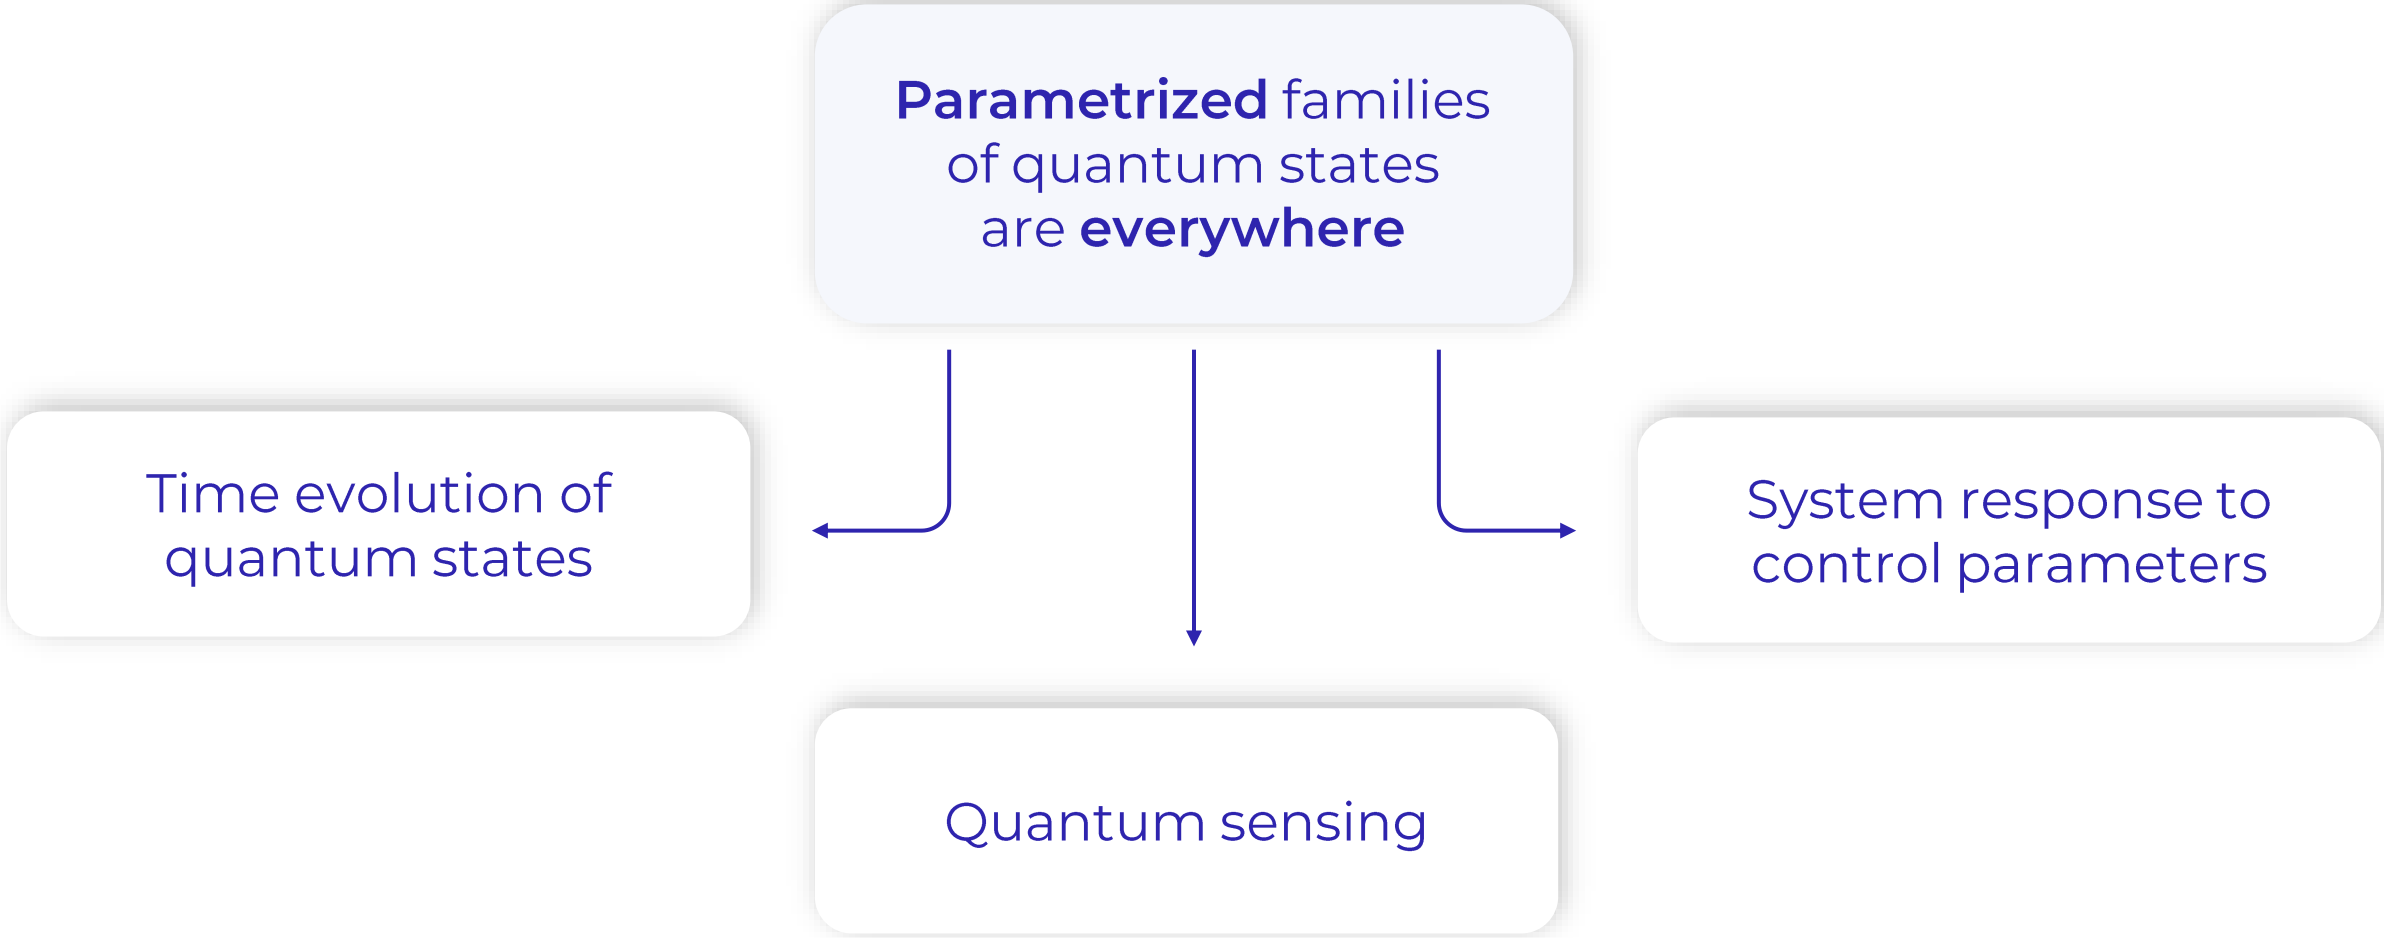 Parametrized families
of quantum states
are everywhere
Time evolution of
quantum states
System response to
control parameters
Quantum sensing